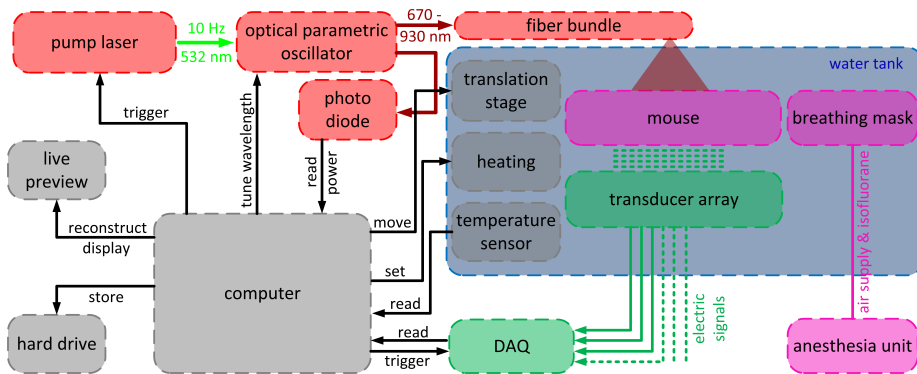 pump laser
10 Hz
532 nm
optical parametric
oscillator
670 -
930 nm
fiber bundle
water tank
translation
stage
mouse
breathing mask
photo
diode
trigger
tune wavelength
read
power
live
preview
heating
transducer array
temperature
sensor
move
reconstruct
display
set
computer
store
read
hard drive
read
trigger
DAQ
electric
signals
air supply & isofluorane
anesthesia unit